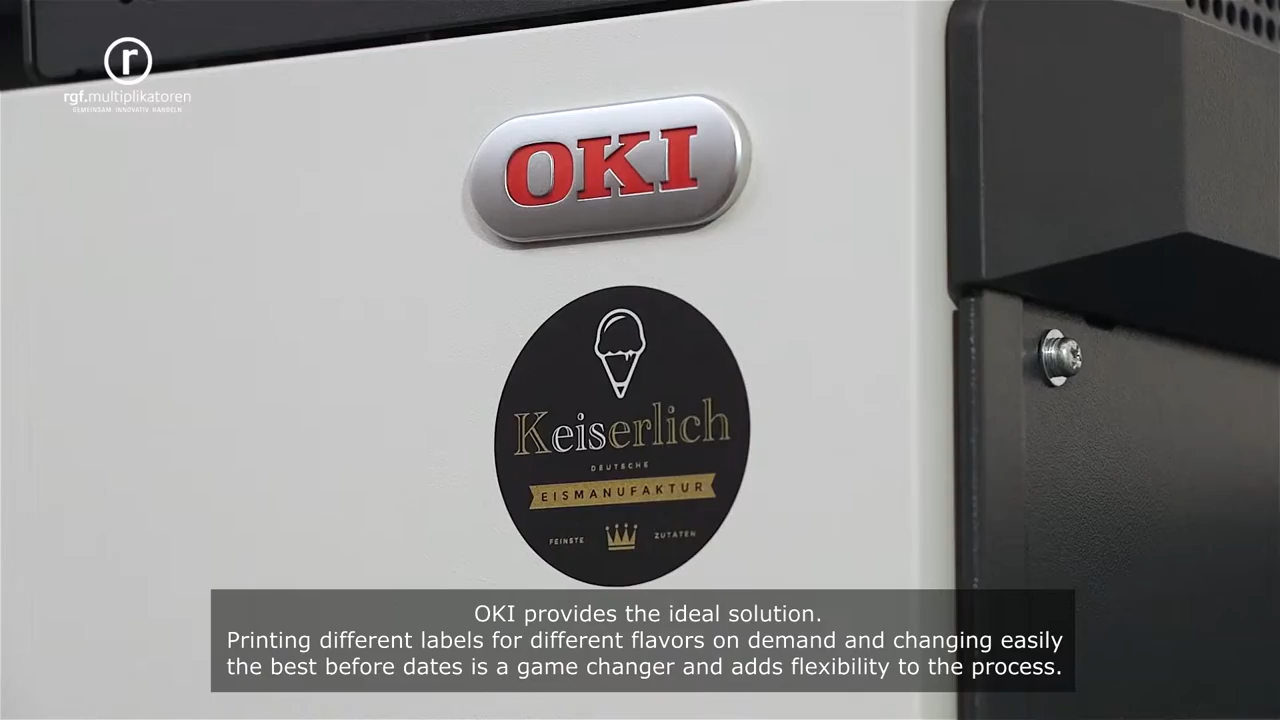 r
rgf.multiplikatoren
GEMEINSAM. INNOVATIV. HANDELN
OKI
Keiserlich
DEUTSCHE
EISMANUFAKTUR
FEINSTE ZUTATEN
OKI provides the ideal solution.
Printing different labels for different flavors on demand and changing easily
the best before dates is a game changer and adds flexibility to the process.